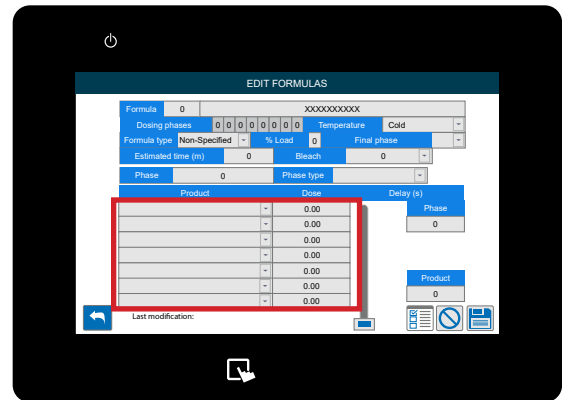 EDIT FORMULAS
Formula 0 XXXXXXXXXX
Dosing phases 0 0 0 0 0 0 0 0 Temperature Cold
Formula type Non-Specified % Load 0 Final phase
Estimated time (m) 0 Bleach 0
Phase 0 Phase type
Product Dose Delay (s)
0.00 Phase
0.00 0
0.00
0.00
0.00 Product
0.00 0
0.00
Last modification: